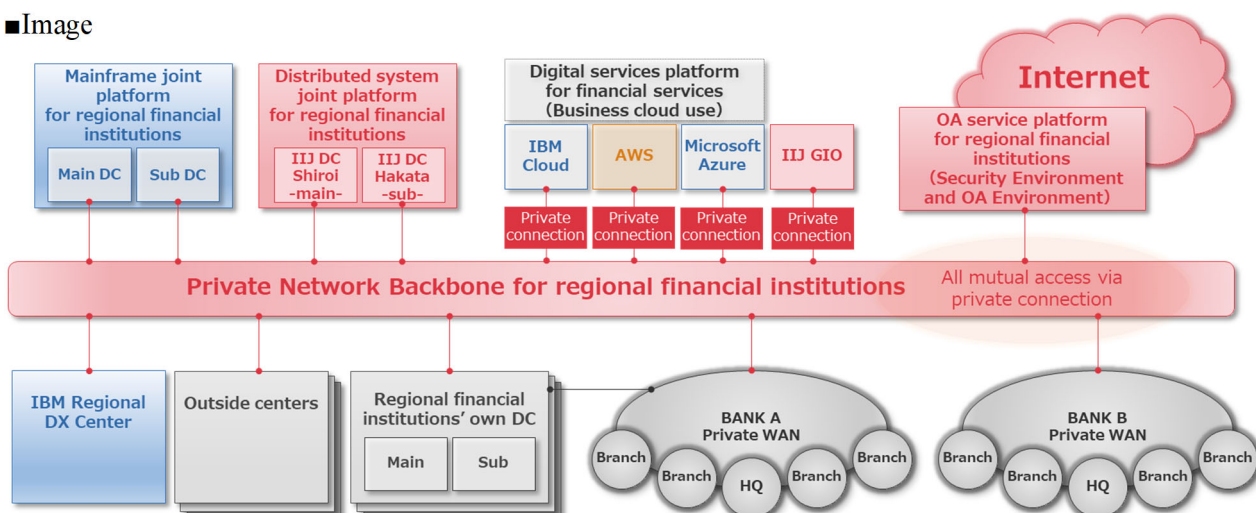 ■Image
Mainframe joint
platform
for regional financial
institutions
Main DC
Sub DC
Distributed system
joint platform
for regional financial
institutions
IIJ DC
Shiroi
-main-
IIJ DC
Hakata
-sub-
Digital services platform
for financial services
(Business cloud use)
IBM
Cloud
AWS
Microsoft
Azure
IIJ GIO
Private
connection
Private
connection
Private
connection
Private
connection
Internet
OA service platform
for regional financial
institutions
(Security Environment
and OA Environment)
Private Network Backbone for regional financial institutions
All mutual access via
private connection
IBM Regional
DX Center
Outside centers
Regional financial
institutions’ own DC
Main
Sub
BANK A
Private WAN
Branch
Branch
HQ
Branch
Branch
BANK B
Private WAN
Branch
Branch
HQ
Branch
Branch